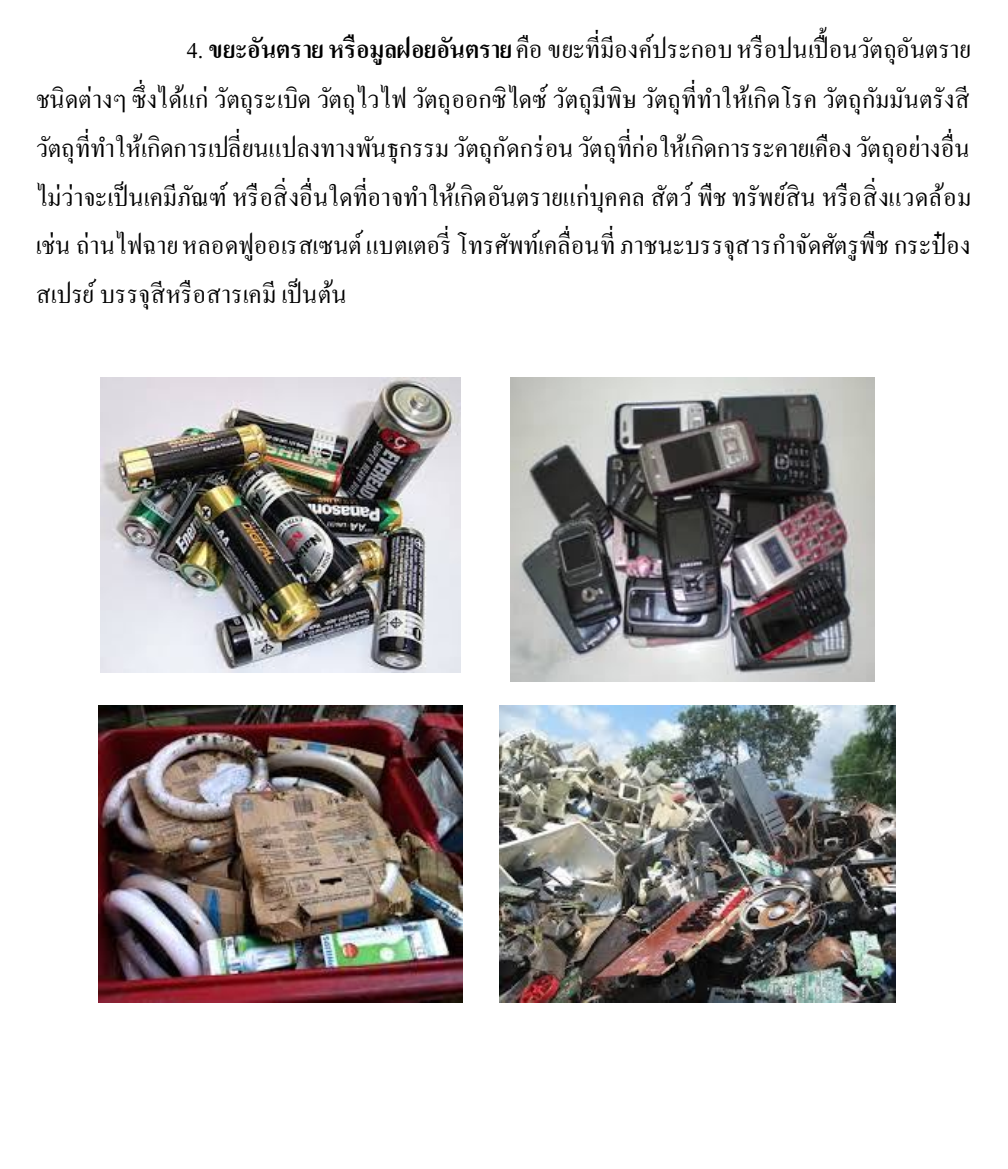 4. ขยะอันตราย หรือมูลฝอยอันตราย คือ ขยะที่มีองค์ประกอบ หรือปนเปื้อนวัตถุอันตราย
ชนิดต่างๆ ซึ่งได้แก่ วัตถุระเบิด วัตถุไวไฟ วัตถุออกซิไดซ์ วัตถุมีพิษ วัตถุที่ทำให้เกิดโรค วัตถุกัมมันตรังสี
วัตถุที่ทำให้เกิดการเปลี่ยนแปลงทางพันธุกรรม วัตถุกัดกร่อน วัตถุที่ก่อให้เกิดการระคายเคือง วัตถุอย่างอื่น
ไม่ว่าจะเป็นเคมีภัณฑ์ หรือสิ่งอื่นใดที่อาจทำให้เกิดอันตรายแก่บุคคล สัตว์ พืช ทรัพย์สิน หรือสิ่งแวดล้อม
เช่น ถ่านไฟฉาย หลอดฟูออเรสเซนต์ แบตเตอรี่ โทรศัพท์เคลื่อนที่ ภาชนะบรรจุสารกำจัดศัตรูพืช กระป๋อง
สเปรย์ บรรจุสีหรือสารเคมี เป็นต้น
ALKALINE
EVEREADY
Panasonic
AA
DIGITAL
AA
SAMSUNG